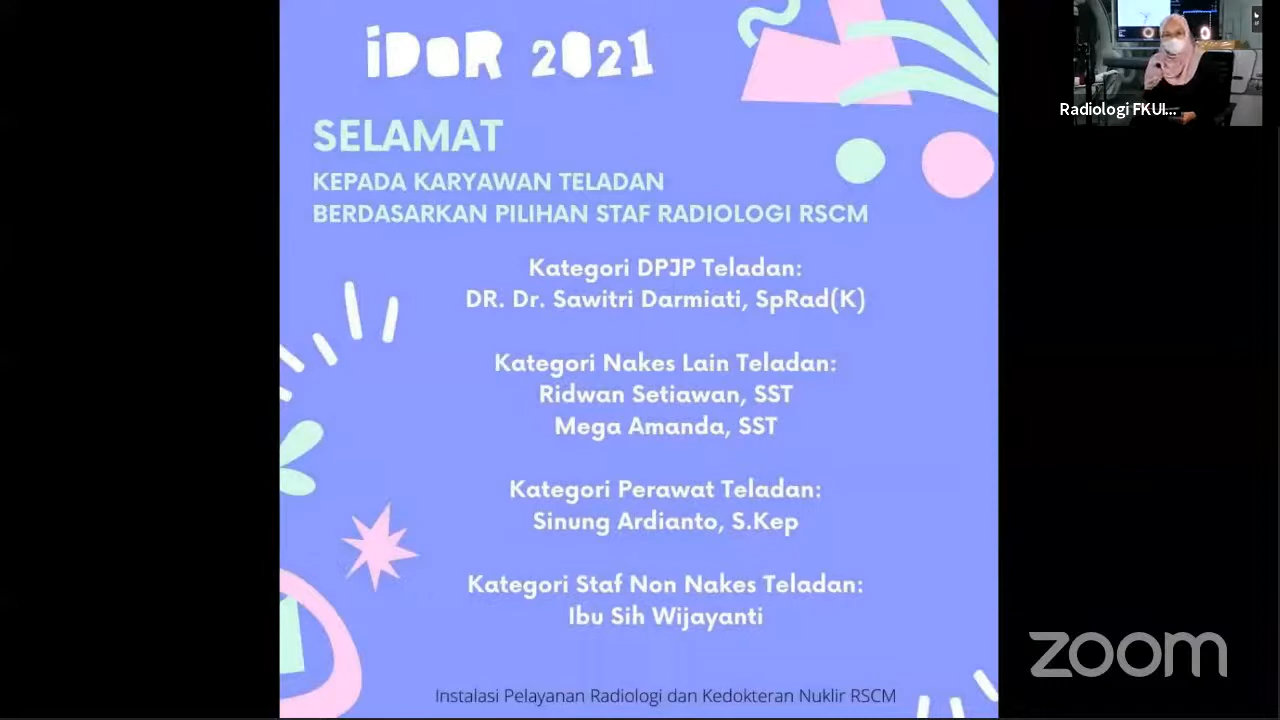 iDoR 2021
SELAMAT
KEPADA KARYAWAN TELADAN
BERDASARKAN PILIHAN STAF RADIOLOGI RSCM
Kategori DPJP Teladan:
DR. Dr. Sawitri Darmiati, SpRad(K)
Kategori Nakes Lain Teladan:
Ridwan Setiawan, SST
Mega Amanda, SST
Kategori Perawat Teladan:
Sinung Ardianto, S.Kep
Kategori Staf Non Nakes Teladan:
Ibu Sih Wijayanti
Instalasi Pelayanan Radiologi dan Kedokteran Nuklir RSCM
Radiologi FKUI...
zoom